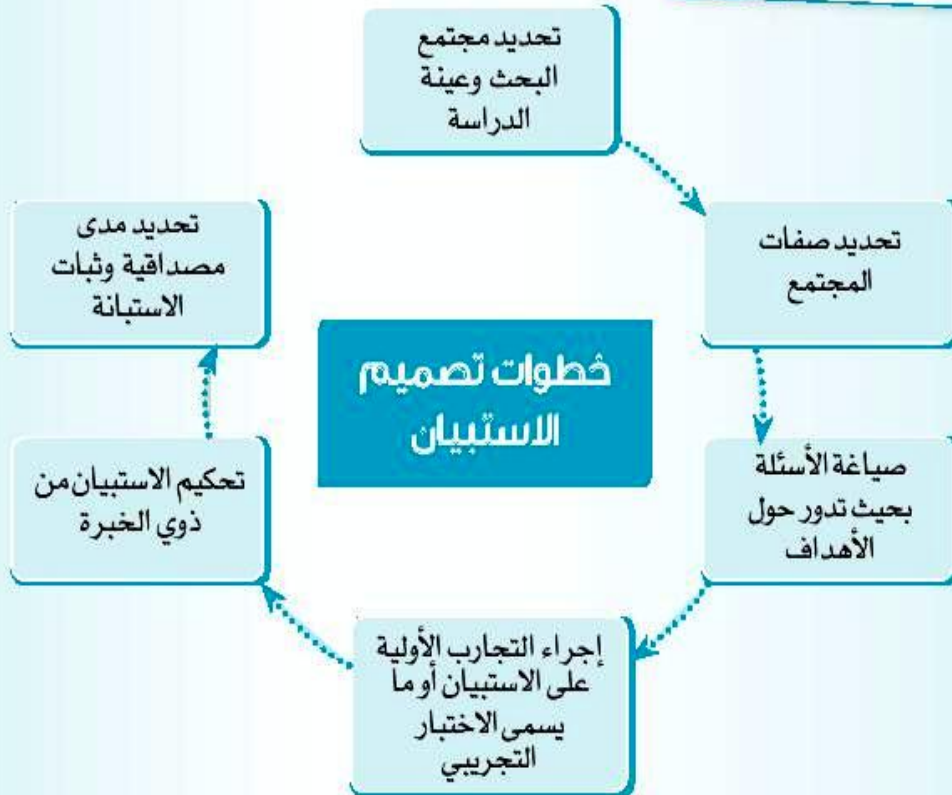 تحديد مجتمع
البحث وعينة
الدراسة
تحديد صفات
المجتمع
صياغة الأسئلة
بحيث تدور حول
الأهداف
إجراء التجارب الأولية
على الاستبيان أو ما
يسمى الاختبار
التجريبي
تحكيم الاستبيان من
ذوي الخبرة
تحديد مدى
مصداقية وثبات
الاستبانة
خطوات تصميم
الاستبيان